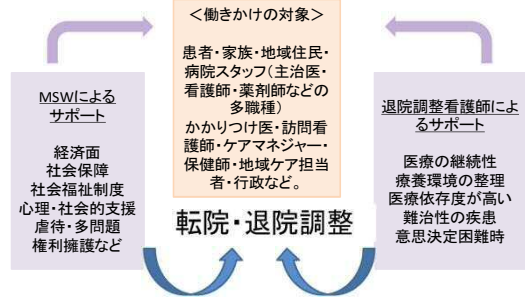 ＜働きかけの対象＞
患者・家族・地域住民・
病院スタッフ（主治医・
看護師・薬剤師などの
多職種）
かかりつけ医・訪問看
護師・ケアマネジャー・
保健師・地域ケア担当
者・行政など。
MSWによる
サポート
経済面
社会保障
社会福祉制度
心理・社会的支援
虐待・多問題
権利擁護など
退院調整看護師によ
るサポート
医療の継続性
療養環境の整理
医療依存度が高い
難治性の疾患
意思決定困難時
転院・退院調整